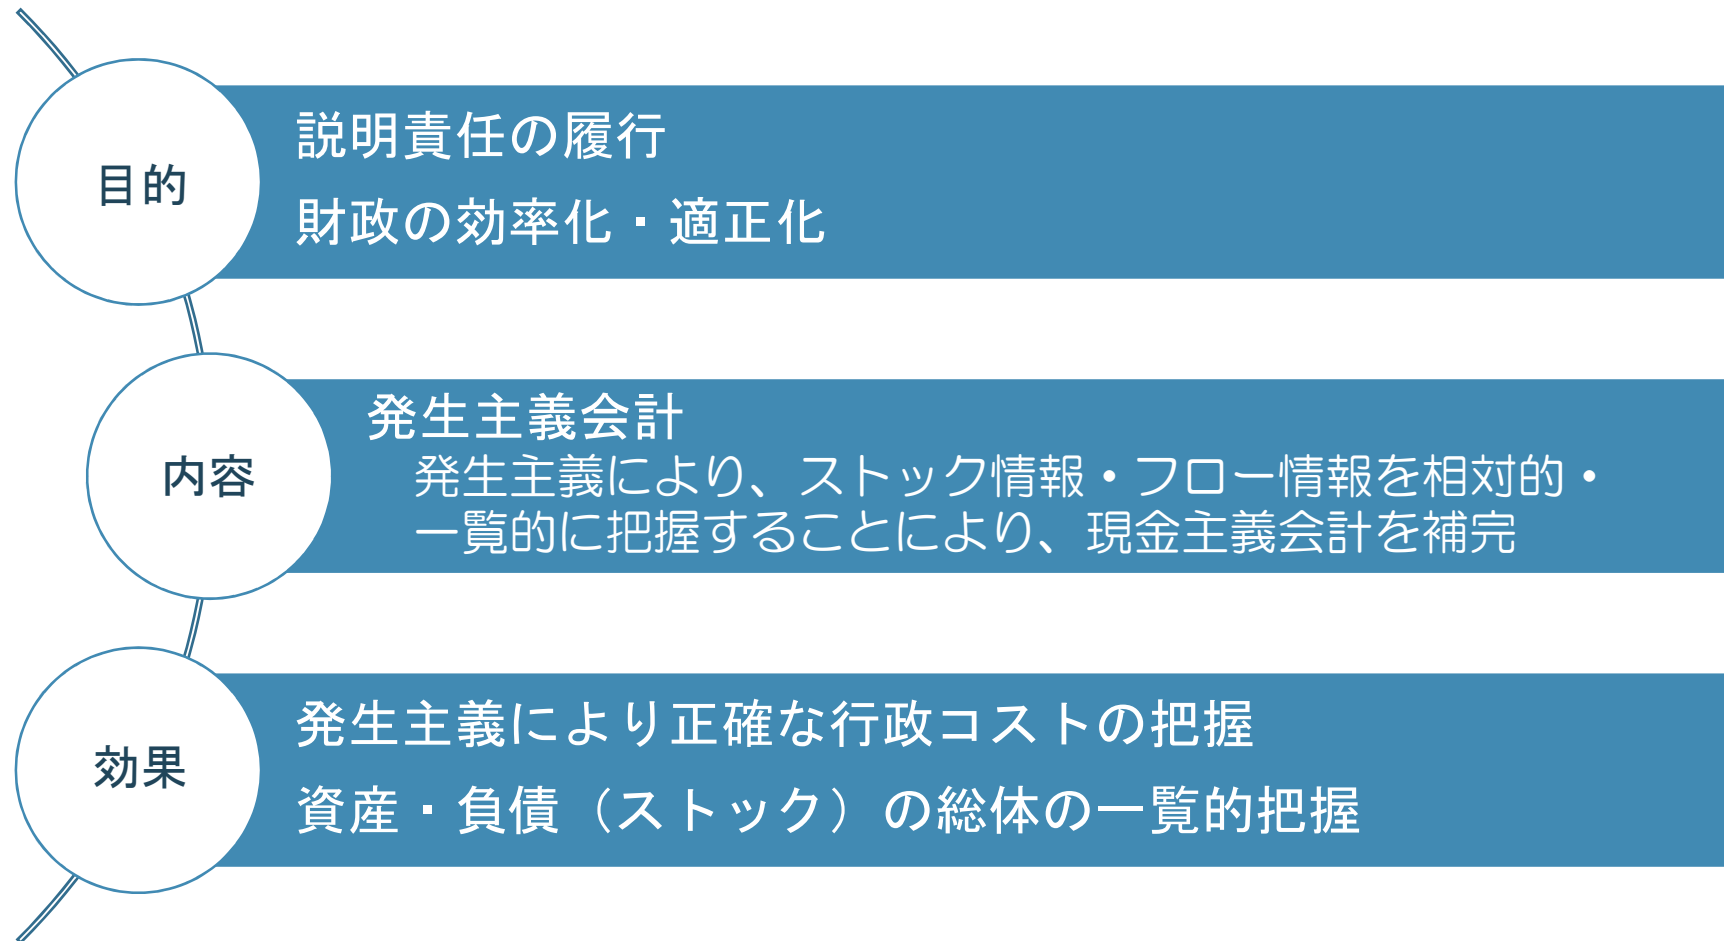 目的
説明責任の履行
財政の効率化・適正化
内容
発生主義会計
発生主義により、ストック情報・フロー情報を相対的・
一覧的に把握することにより、現金主義会計を補完
効果
発生主義により正確な行政コストの把握
資産・負債（ストック）の総体の一覧的把握